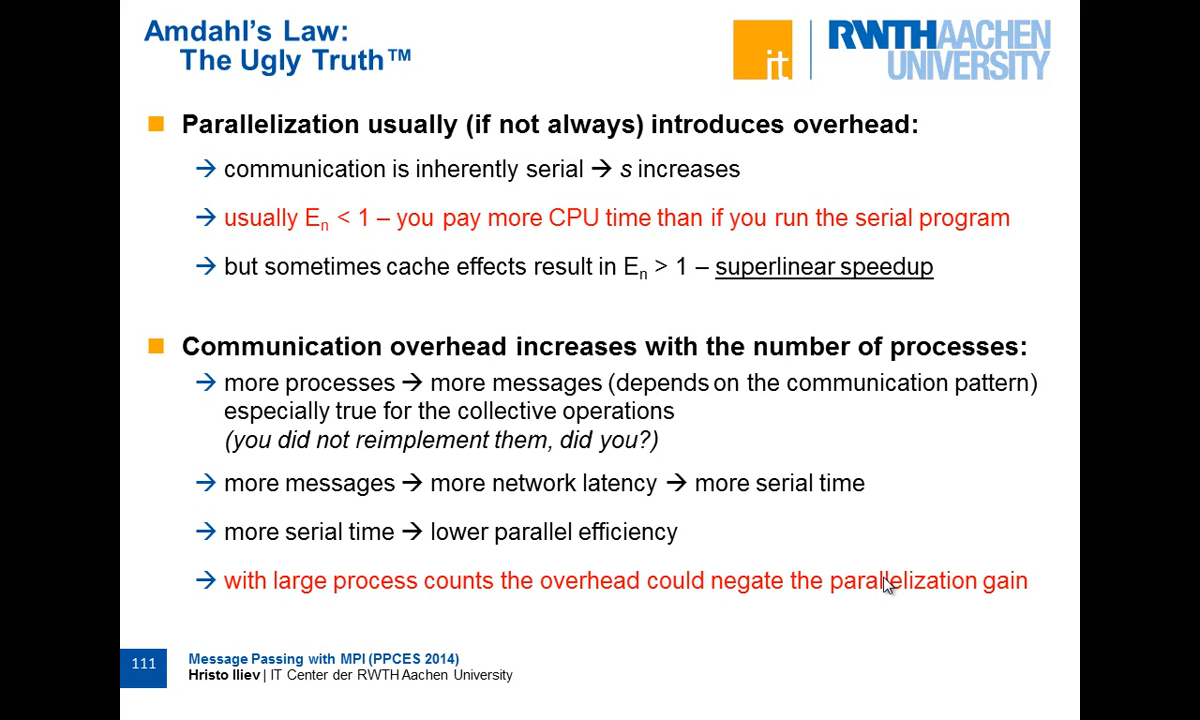 Amdahl's Law:
The Ugly Truth™
it
RWTHAACHEN
UNIVERSITY
Parallelization usually (if not always) introduces overhead:
→ communication is inherently serial → s increases
→ usually En < 1 – you pay more CPU time than if you run the serial program
→ but sometimes cache effects result in En > 1 – superlinear speedup
Communication overhead increases with the number of processes:
→ more processes → more messages (depends on the communication pattern)
especially true for the collective operations
(you did not reimplement them, did you?)
→ more messages → more network latency → more serial time
→ more serial time → lower parallel efficiency
→ with large process counts the overhead could negate the parallelization gain
111
Message Passing with MPI (PPCES 2014)
Hristo Iliev | IT Center der RWTH Aachen University